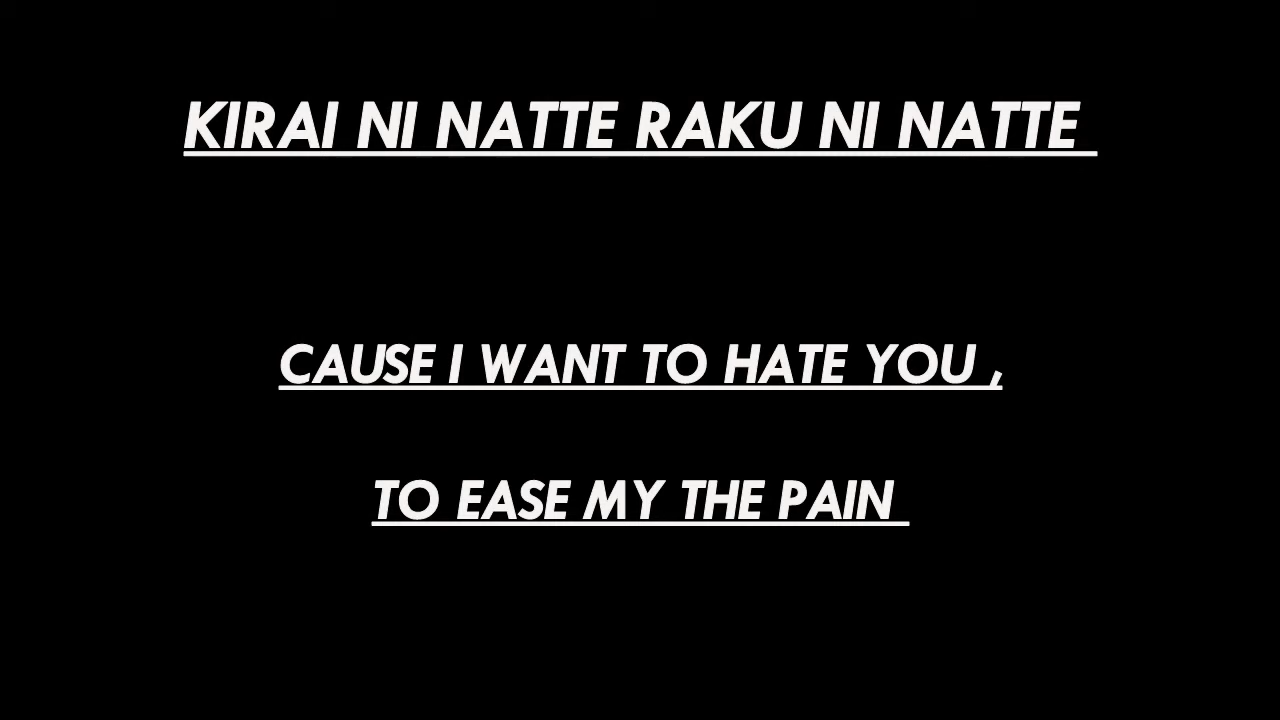 KIRAI NI NATTE RAKU NI NATTE
CAUSE I WANT TO HATE YOU ,
TO EASE MY THE PAIN